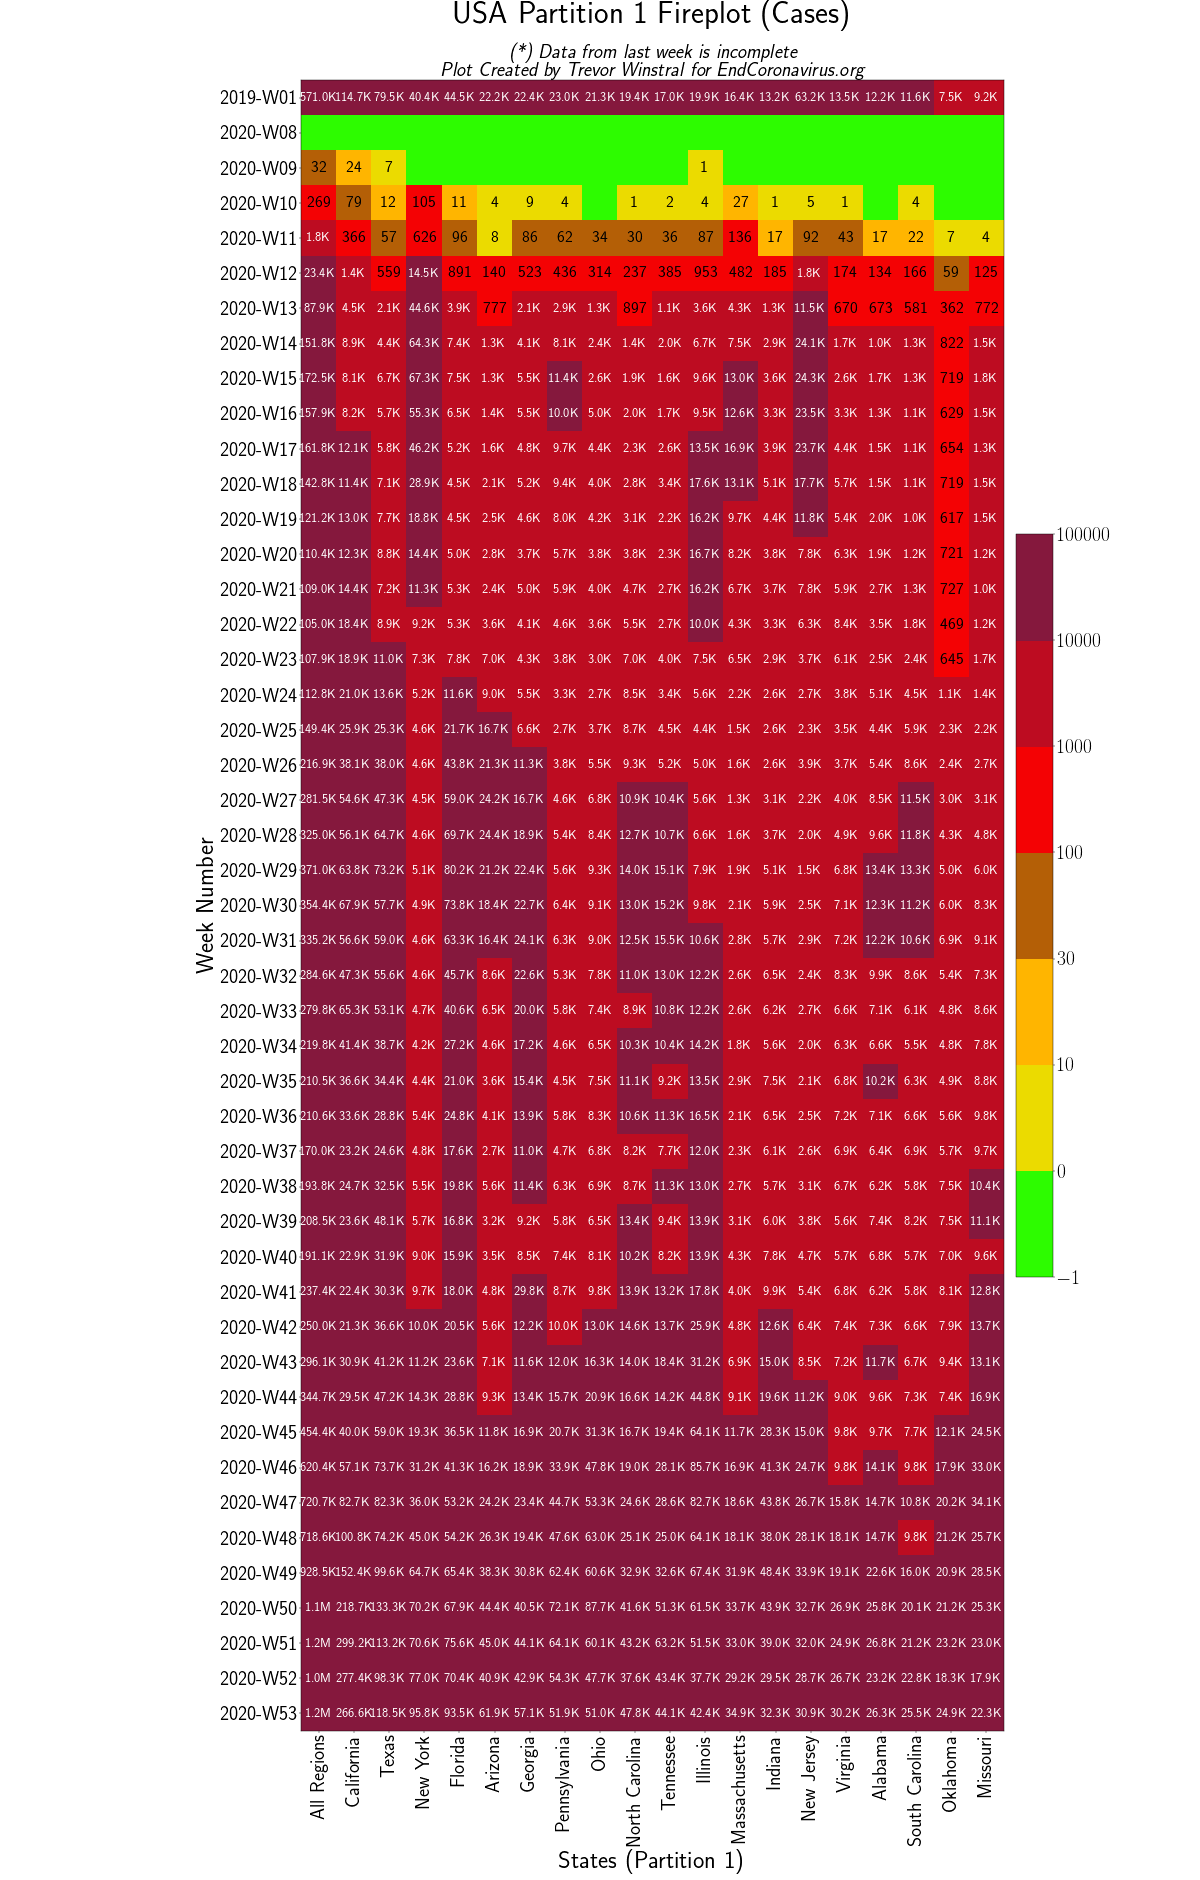 USA Partition 1 Fireplot (Cases)
(*) Data from last week is incomplete
Plot Created by Trevor Winstral for EndCoronavirus.org
2019-W01 571.0K 114.7K 79.5K 40.4K 44.5K 22.2K 22.4K 23.0K 21.3K 19.4K 17.0K 19.9K 16.4K 13.2K 63.2K 13.5K 12.2K 11.6K 7.5K 9.2K
2020-W08
2020-W09 32 24 7 1
2020-W10 269 79 12 105 11 4 9 4 1 2 4 27 1 5 1 4
2020-W11 1.8K 366 57 626 96 8 86 62 34 30 36 87 136 17 92 43 17 22 7 4
2020-W12 23.4K 1.4K 559 14.5K 891 140 523 436 314 237 385 953 482 185 1.8K 174 134 166 59 125
2020-W13 87.9K 4.5K 2.1K 44.6K 3.9K 777 2.1K 2.9K 1.3K 897 1.1K 3.6K 4.3K 1.3K 11.5K 670 673 581 362 772
2020-W14 151.8K 8.9K 4.4K 64.3K 7.4K 1.3K 4.1K 8.1K 2.4K 1.4K 2.0K 6.7K 7.5K 2.9K 24.1K 1.7K 1.0K 1.3K 822 1.5K
2020-W15 172.5K 8.1K 6.7K 67.3K 7.5K 1.3K 5.5K 11.4K 2.6K 1.9K 1.6K 9.6K 13.0K 3.6K 24.3K 2.6K 1.7K 1.3K 719 1.8K
2020-W16 157.9K 8.2K 5.7K 55.3K 6.5K 1.4K 5.5K 10.0K 5.0K 2.0K 1.7K 9.5K 12.6K 3.3K 23.5K 3.3K 1.3K 1.1K 629 1.5K
2020-W17 161.8K 12.1K 5.8K 46.2K 5.2K 1.6K 4.8K 9.7K 4.4K 2.3K 2.6K 13.5K 16.9K 3.9K 23.7K 4.4K 1.5K 1.1K 654 1.3K
2020-W18 142.8K 11.4K 7.1K 28.9K 4.5K 2.1K 5.2K 9.4K 4.0K 2.8K 3.4K 17.6K 13.1K 5.1K 17.7K 5.7K 1.5K 1.1K 719 1.5K
2020-W19 121.2K 13.0K 7.7K 18.8K 4.5K 2.5K 4.6K 8.0K 4.2K 3.1K 2.2K 16.2K 9.7K 4.4K 11.8K 5.4K 2.0K 1.0K 617 1.5K
2020-W20 110.4K 12.3K 8.8K 14.4K 5.0K 2.8K 3.7K 5.7K 3.8K 3.8K 2.3K 16.7K 8.2K 3.8K 7.8K 6.3K 1.9K 1.2K 721 1.2K
2020-W21 109.0K 14.4K 7.2K 11.3K 5.3K 2.4K 5.0K 5.9K 4.0K 4.7K 2.7K 16.2K 6.7K 3.7K 7.8K 5.9K 2.7K 1.3K 727 1.0K
2020-W22 105.0K 18.4K 8.9K 9.2K 5.3K 3.6K 4.1K 4.6K 3.6K 5.5K 2.7K 10.0K 4.3K 3.3K 6.3K 8.4K 3.5K 1.8K 469 1.2K
2020-W23 107.9K 18.9K 11.0K 7.3K 7.8K 7.0K 4.3K 3.8K 3.0K 7.0K 4.0K 7.5K 6.5K 2.9K 3.7K 6.1K 2.5K 2.4K 645 1.7K
2020-W24 112.8K 21.0K 13.6K 5.2K 11.6K 9.0K 5.5K 3.3K 2.7K 8.5K 3.4K 5.6K 2.2K 2.6K 2.7K 3.8K 5.1K 4.5K 1.1K 1.4K
2020-W25 149.4K 25.9K 25.3K 4.6K 21.7K 16.7K 6.6K 2.7K 3.7K 8.7K 4.5K 4.4K 1.5K 2.6K 2.3K 3.5K 4.4K 5.9K 2.3K 2.2K
2020-W26 216.9K 38.1K 38.0K 4.6K 43.8K 21.3K 11.3K 3.8K 5.5K 9.3K 5.2K 5.0K 1.6K 2.6K 3.9K 3.7K 5.4K 8.6K 2.4K 2.7K
2020-W27 281.5K 54.6K 47.3K 4.5K 59.0K 24.2K 16.7K 4.6K 6.8K 10.9K 10.4K 5.6K 1.3K 3.1K 2.2K 4.0K 8.5K 11.5K 3.0K 3.1K
2020-W28 325.0K 56.1K 64.7K 4.6K 69.7K 24.4K 18.9K 5.4K 8.4K 12.7K 10.7K 6.6K 1.6K 3.7K 2.0K 4.9K 9.6K 11.8K 4.3K 4.8K
2020-W29 371.0K 63.8K 73.2K 5.1K 80.2K 21.2K 22.4K 5.6K 9.3K 14.0K 15.1K 7.9K 1.9K 5.1K 1.5K 6.8K 13.4K 13.3K 5.0K 6.0K
2020-W30 354.4K 67.9K 57.7K 4.9K 73.8K 18.4K 22.7K 6.4K 9.1K 13.0K 15.2K 9.8K 2.1K 5.9K 2.5K 7.1K 12.3K 11.2K 6.0K 8.3K
2020-W31 335.2K 56.6K 59.0K 4.6K 63.3K 16.4K 24.1K 6.3K 9.0K 12.5K 15.5K 10.6K 2.8K 5.7K 2.9K 7.2K 12.2K 10.6K 6.9K 9.1K
2020-W32 284.6K 47.3K 55.6K 4.6K 45.7K 8.6K 22.6K 5.3K 7.8K 11.0K 13.0K 12.2K 2.6K 6.5K 2.4K 8.3K 9.9K 8.6K 5.4K 7.3K
2020-W33 279.8K 65.3K 53.1K 4.7K 40.6K 6.5K 20.0K 5.8K 7.4K 8.9K 10.8K 12.2K 2.6K 6.2K 2.7K 6.6K 7.1K 6.1K 4.8K 8.6K
2020-W34 219.8K 41.4K 38.7K 4.2K 27.2K 4.6K 17.2K 4.6K 6.5K 10.3K 10.4K 14.2K 1.8K 5.6K 2.0K 6.3K 6.6K 5.5K 4.8K 7.8K
2020-W35 210.5K 36.6K 34.4K 4.4K 21.0K 3.6K 15.4K 4.5K 7.5K 11.1K 9.2K 13.5K 2.9K 7.5K 2.1K 6.8K 10.2K 6.3K 4.9K 8.8K
2020-W36 210.6K 33.6K 28.8K 5.4K 24.8K 4.1K 13.9K 5.8K 8.3K 10.6K 11.3K 16.5K 2.1K 6.5K 2.5K 7.2K 7.1K 6.6K 5.6K 9.8K
2020-W37 170.0K 23.2K 24.6K 4.8K 17.6K 2.7K 11.0K 4.7K 6.8K 8.2K 7.7K 12.0K 2.3K 6.1K 2.6K 6.9K 6.4K 6.9K 5.7K 9.7K
2020-W38 193.8K 24.7K 32.5K 5.5K 19.8K 5.6K 11.4K 6.3K 6.9K 8.7K 11.3K 13.0K 2.7K 5.7K 3.1K 6.7K 6.2K 5.8K 7.5K 10.4K
2020-W39 208.5K 23.6K 48.1K 5.7K 16.8K 3.2K 9.2K 5.8K 6.5K 13.4K 9.4K 13.9K 3.1K 6.0K 3.8K 5.6K 7.4K 8.2K 7.5K 11.1K
2020-W40 191.1K 22.9K 31.9K 9.0K 15.9K 3.5K 8.5K 7.4K 8.1K 10.2K 8.2K 13.9K 4.3K 7.8K 4.7K 5.7K 6.8K 5.7K 7.0K 9.6K
2020-W41 237.4K 22.4K 30.3K 9.7K 18.0K 4.8K 29.8K 8.7K 9.8K 13.9K 13.2K 17.8K 4.0K 9.9K 5.4K 6.8K 6.2K 5.8K 8.1K 12.8K
2020-W42 250.0K 21.3K 36.6K 10.0K 20.5K 5.6K 12.2K 10.0K 13.0K 14.6K 13.7K 25.9K 4.8K 12.6K 6.4K 7.4K 7.3K 6.6K 7.9K 13.7K
2020-W43 296.1K 30.9K 41.2K 11.2K 23.6K 7.1K 11.6K 12.0K 16.3K 14.0K 18.4K 31.2K 6.9K 15.0K 8.5K 7.2K 11.7K 6.7K 9.4K 13.1K
2020-W44 344.7K 29.5K 47.2K 14.3K 28.8K 9.3K 13.4K 15.7K 20.9K 16.6K 14.2K 44.8K 9.1K 19.6K 11.2K 9.0K 9.6K 7.3K 7.4K 16.9K
2020-W45 454.4K 40.0K 59.0K 19.3K 36.5K 11.8K 16.9K 20.7K 31.3K 16.7K 19.4K 64.1K 11.7K 28.3K 15.0K 9.8K 9.7K 7.7K 12.1K 24.5K
2020-W46 620.4K 57.1K 73.7K 31.2K 41.3K 16.2K 18.9K 33.9K 47.8K 19.0K 28.1K 85.7K 16.9K 41.3K 24.7K 9.8K 14.1K 9.8K 17.9K 33.0K
2020-W47 720.7K 82.7K 82.3K 36.0K 53.2K 24.2K 23.4K 44.7K 53.3K 24.6K 28.6K 82.7K 18.6K 43.8K 26.7K 15.8K 14.7K 10.8K 20.2K 34.1K
2020-W48 718.6K 100.8K 74.2K 45.0K 54.2K 26.3K 19.4K 47.6K 63.0K 25.1K 25.0K 64.1K 18.1K 38.0K 28.1K 18.1K 14.7K 9.8K 21.2K 25.7K
2020-W49 928.5K 152.4K 99.6K 64.7K 65.4K 38.3K 30.8K 62.4K 60.6K 32.9K 32.6K 67.4K 31.9K 48.4K 33.9K 19.1K 22.6K 16.0K 20.9K 28.5K
2020-W50 1.1M 218.7K 133.3K 70.2K 67.9K 44.4K 40.5K 72.1K 87.7K 41.6K 51.3K 61.5K 33.7K 43.9K 32.7K 26.9K 25.8K 20.1K 21.2K 25.3K
2020-W51 1.2M 299.2K 113.2K 70.6K 75.6K 45.0K 44.1K 64.1K 60.1K 43.2K 63.2K 51.5K 33.0K 39.0K 32.0K 24.9K 26.8K 21.2K 23.2K 23.0K
2020-W52 1.0M 277.4K 98.3K 77.0K 70.4K 40.9K 42.9K 54.3K 47.7K 37.6K 43.4K 37.7K 29.2K 29.5K 28.7K 26.7K 23.2K 22.8K 18.3K 17.9K
2020-W53 1.2M 266.6K 118.5K 95.8K 93.5K 61.9K 57.1K 51.9K 51.0K 47.8K 44.1K 42.4K 34.9K 32.3K 30.9K 30.2K 26.3K 25.5K 24.9K 22.3K
Week Number
All Regions
California
Texas
New York
Florida
Arizona
Georgia
Pennsylvania
Ohio
North Carolina
Tennessee
Illinois
Massachusetts
Indiana
New Jersey
Virginia
Alabama
South Carolina
Oklahoma
Missouri
States (Partition 1)
100000
10000
1000
100
30
10
0
−1